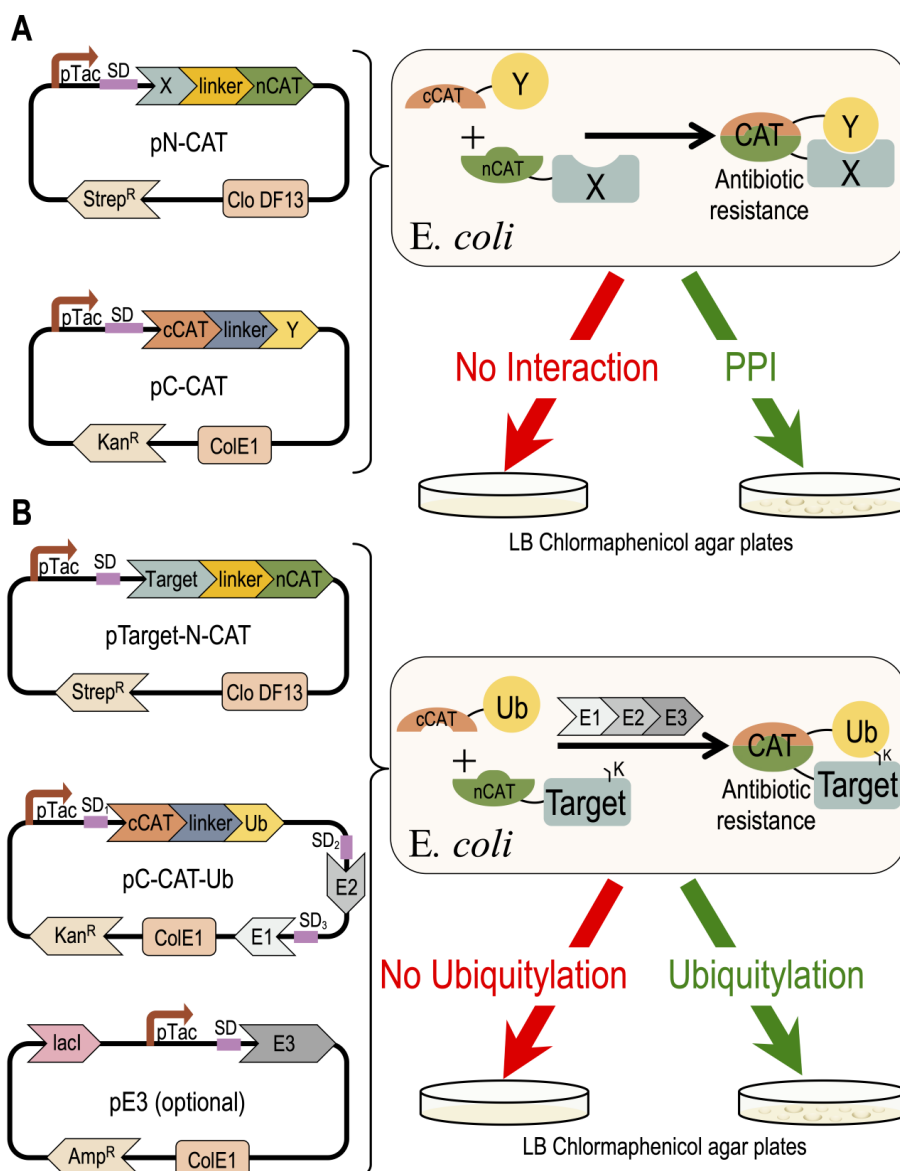 A
pTac SD X linker nCAT
pN-CAT
StrepR Clo DF13
pTac SD cCAT linker Y
pC-CAT
KanR ColE1
cCAT Y
+
nCAT X
CAT Y
X
Antibiotic
resistance
E. coli
No Interaction PPI
LB Chlormaphenicol agar plates
B
pTac SD Target linker nCAT
pTarget-N-CAT
StrepR Clo DF13
pTac SD1 cCAT linker Ub
SD2
E2
pC-CAT-Ub
KanR ColE1 E1 SD3
lacI pTac SD E3
pE3 (optional)
AmpR ColE1
cCAT Ub
+
nCAT Target K
E1 E2 E3
CAT Ub
K
Target
Antibiotic
resistance
E. coli
No Ubiquitylation Ubiquitylation
LB Chlormaphenicol agar plates